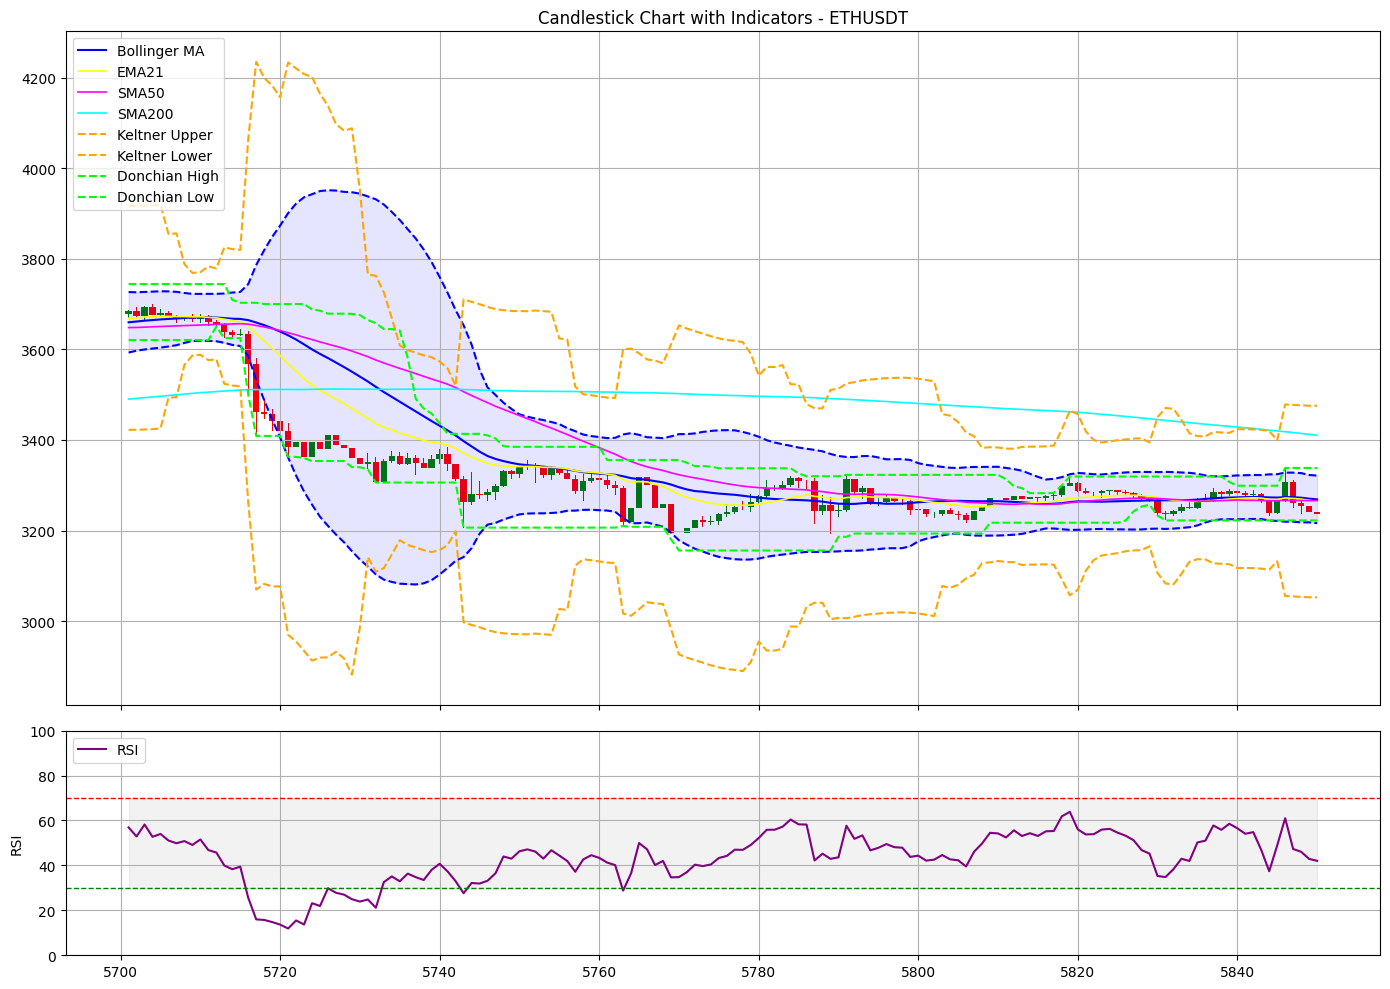 Candlestick Chart with Indicators - ETHUSDT
Bollinger MA
EMA21
SMA50
SMA200
Keltner Upper
Keltner Lower
Donchian High
Donchian Low
4200
4000
3800
3600
3400
3200
3000
RSI
100
80
60
40
20
0
RSI
5700
5720
5740
5760
5780
5800
5820
5840